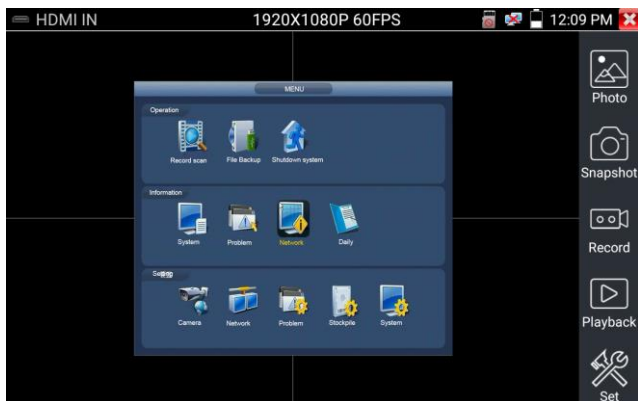 HDMI IN 1920X1080P 60FPS 12:09 PM
MENU
Operation
Record scan File Backup Shutdown system
Information
System Problem Network Daily
Camera Network Problem Stockpile System
Photo
Snapshot
Record
Playback
Set